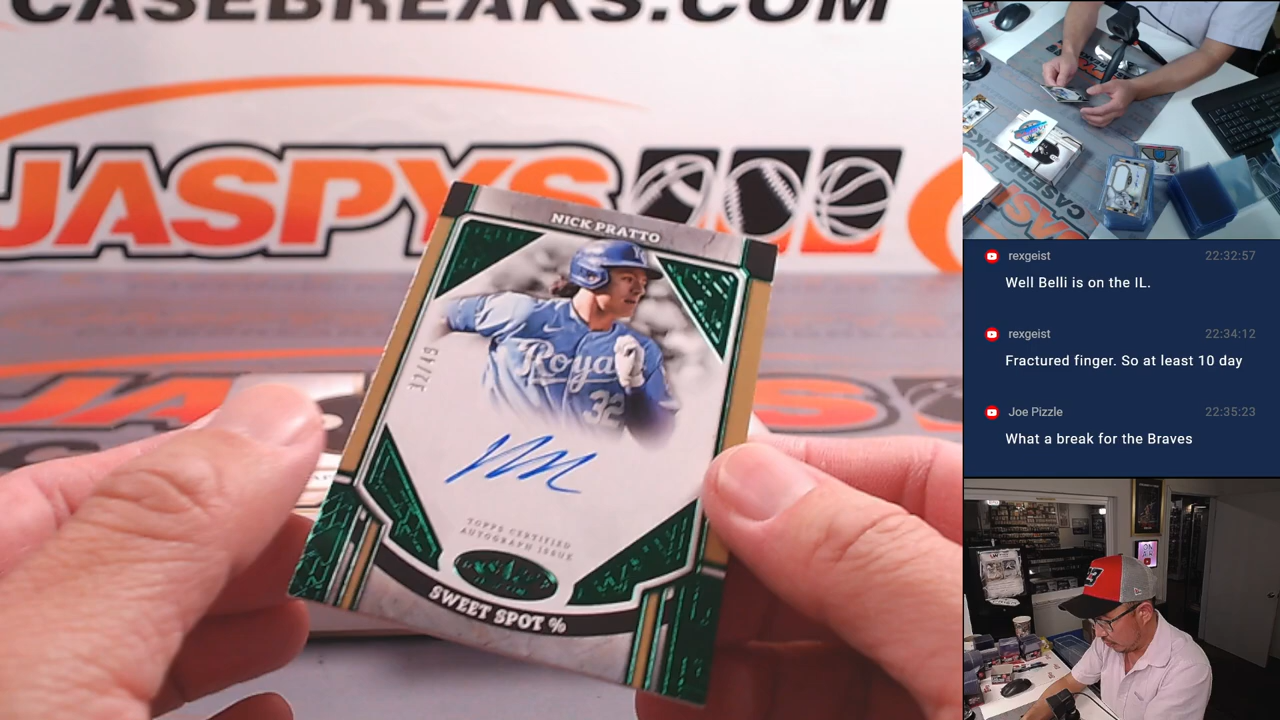 CASEBREAKS.COM
JASPYS
NICK PRATTO
Royals
32
32/49
TOPPS CERTIFIED
AUTOGRAPH ISSUE
SWEET SPOT %
rexgeist 22:32:57
Well Belli is on the IL.
rexgeist 22:34:12
Fractured finger. So at least 10 day
Joe Pizzle 22:35:23
What a break for the Braves
23